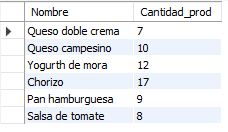 Nombre Cantidad_prod
Queso doble crema 7
Queso campesino 10
Yogurth de mora 12
Chorizo 17
Pan hamburguesa 9
Salsa de tomate 8